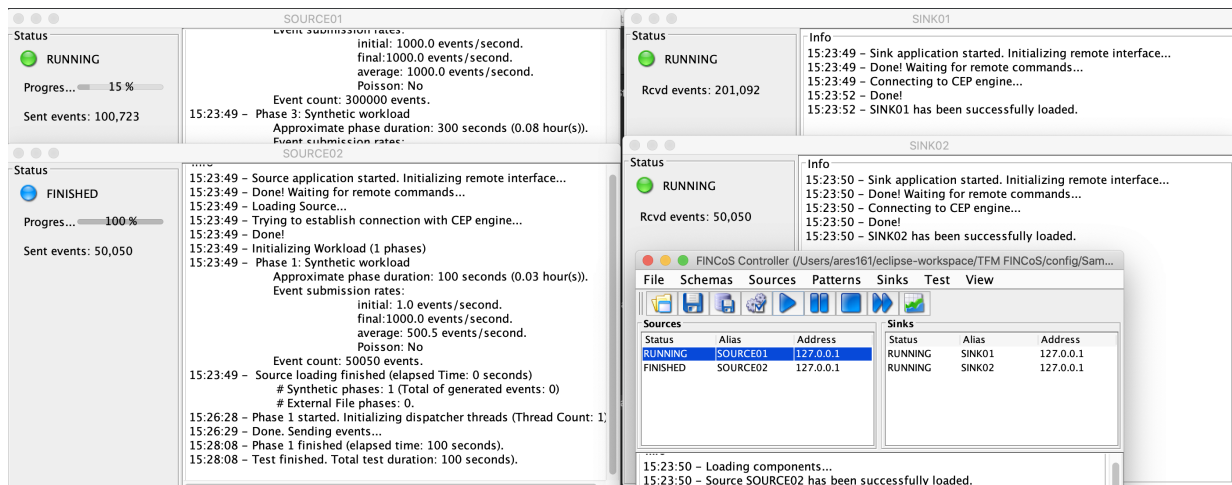 SOURCE01
Status
RUNNING
Progres...
15 %
Sent events: 100,723
Event submission rates:
initial: 1000.0 events/second.
final:1000.0 events/second.
average: 1000.0 events/second.
Poisson: No
Event count: 300000 events.
15:23:49 – Phase 3: Synthetic workload
Approximate phase duration: 300 seconds (0.08 hour(s)).
Event submission rates:
SOURCE02
Status
FINISHED
Progres...
100 %
Sent events: 50,050
15:23:49 – Source application started. Initializing remote interface...
15:23:49 – Done! Waiting for remote commands...
15:23:49 – Loading Source...
15:23:49 – Trying to establish connection with CEP engine...
15:23:49 – Done!
15:23:49 – Initializing Workload (1 phases)
15:23:49 – Phase 1: Synthetic workload
Approximate phase duration: 100 seconds (0.03 hour(s)).
Event submission rates:
initial: 1.0 events/second.
final:1000.0 events/second.
average: 500.5 events/second.
Poisson: No
Event count: 50050 events.
15:23:49 – Source loading finished (elapsed Time: 0 seconds)
# Synthetic phases: 1 (Total of generated events: 0)
# External File phases: 0.
15:26:28 – Phase 1 started. Initializing dispatcher threads (Thread Count: 1)
15:26:29 – Done. Sending events...
15:28:08 – Phase 1 finished (elapsed time: 100 seconds).
15:28:08 – Test finished. Total test duration: 100 seconds).
SINK01
Status
RUNNING
Rcvd events: 201,092
Info
15:23:49 – Sink application started. Initializing remote interface...
15:23:49 – Done! Waiting for remote commands...
15:23:49 – Connecting to CEP engine...
15:23:52 – Done!
15:23:52 – SINK01 has been successfully loaded.
SINK02
Status
RUNNING
Rcvd events: 50,050
Info
15:23:50 – Sink application started. Initializing remote interface...
15:23:50 – Done! Waiting for remote commands...
15:23:50 – Connecting to CEP engine...
15:23:50 – Done!
15:23:50 – SINK02 has been successfully loaded.
FINCoS Controller (/Users/ares161/eclipse-workspace/TFM FINCoS/config/Sam...
File Schemas Sources Patterns Sinks Test View
Sources
Status Alias Address
RUNNING SOURCE01 127.0.0.1
FINISHED SOURCE02 127.0.0.1
Sinks
Status Alias Address
RUNNING SINK01 127.0.0.1
RUNNING SINK02 127.0.0.1
15:23:50 – Loading components...
15:23:50 – Source SOURCE02 has been successfully loaded.